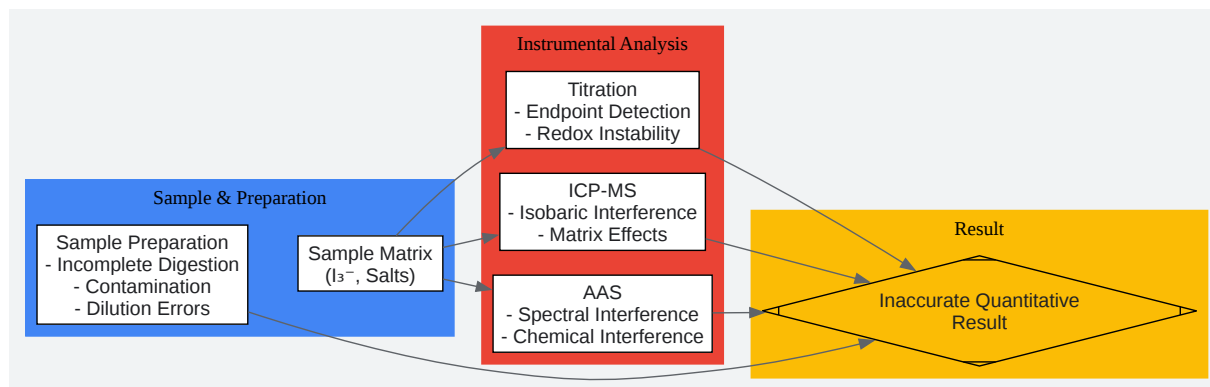 Instrumental Analysis
Titration
- Endpoint Detection
- Redox Instability
ICP-MS
- Isobaric Interference
- Matrix Effects
AAS
- Spectral Interference
- Chemical Interference
Sample & Preparation
Sample Preparation
- Incomplete Digestion
- Contamination
- Dilution Errors
Sample Matrix
(I₃⁻, Salts)
Result
Inaccurate Quantitative
Result